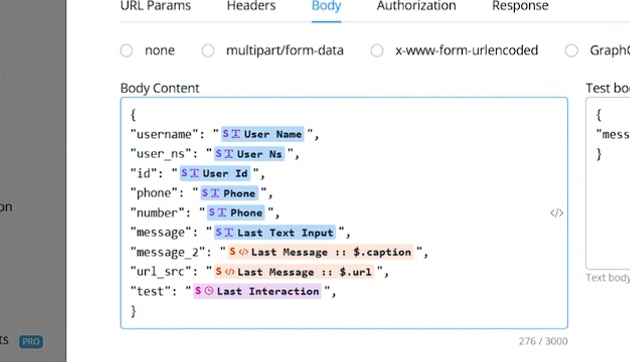 URL Params Headers Body Authorization Response
none multipart/form-data x-www-form-urlencoded
Body Content Test
{
"username": " User Name ",
"user_ns": " User Ns ",
"id": " User Id ",
"phone": " Phone ",
"number": " Phone ",
"message": " Last Text Input ",
"message_2": " Last Message :: $.caption ",
"url_src": " Last Message :: $.url ",
"test": " Last Interaction ",
}
{
"mess
}
</>
Text body
276 / 3000
on
ts PRO